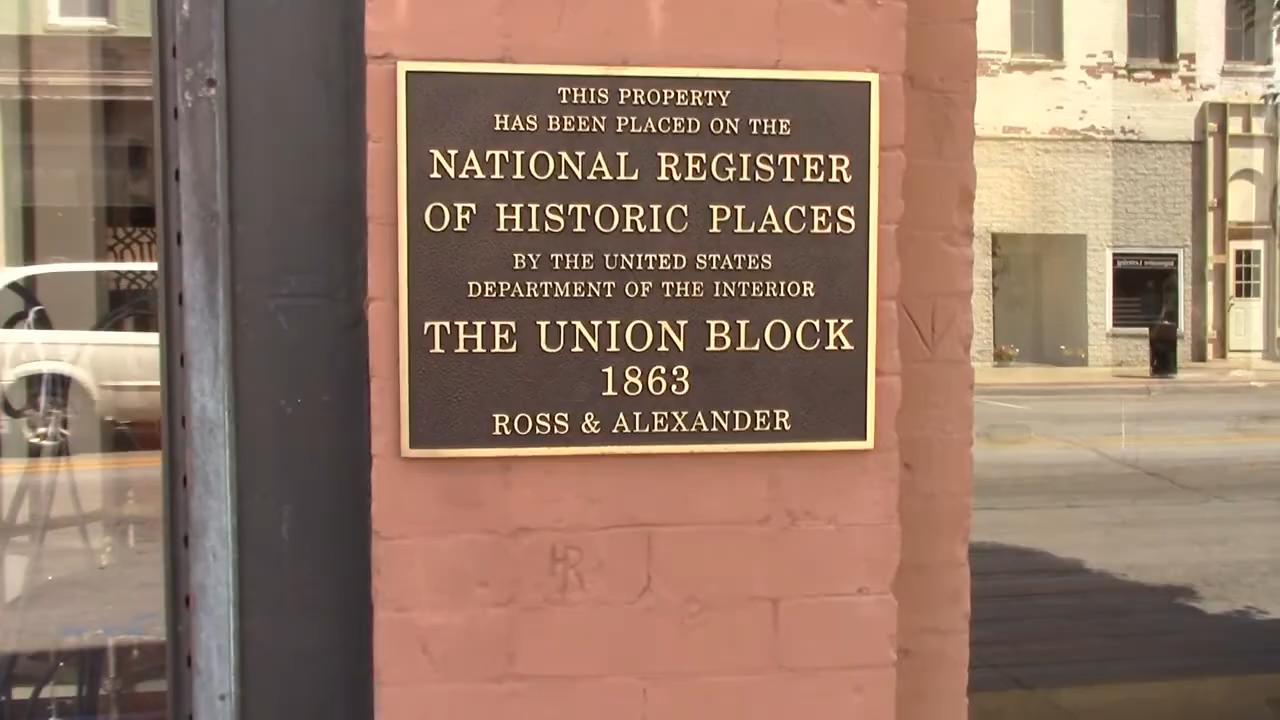 THIS PROPERTY
HAS BEEN PLACED ON THE
NATIONAL REGISTER
OF HISTORIC PLACES
BY THE UNITED STATES
DEPARTMENT OF THE INTERIOR
THE UNION BLOCK
1863
ROSS & ALEXANDER
HR